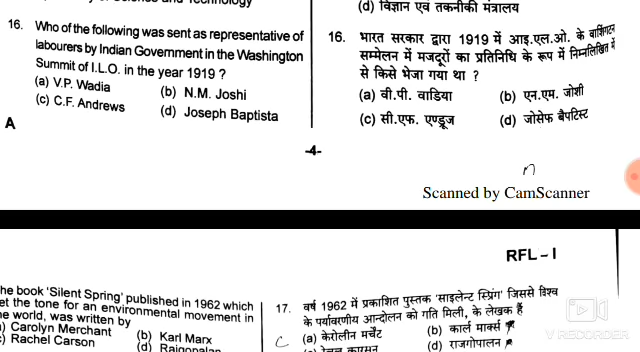 (d) विज्ञान एवं तकनीकी मंत्रालय
16. Who of the following was sent as representative of
labourers by Indian Government in the Washington
Summit of I.L.O. in the year 1919 ?
(a) V.P. Wadia
(b) N.M. Joshi
(c) C.F. Andrews
(d) Joseph Baptista
A
16. भारत सरकार द्वारा 1919 में आइ.एल.ओ. के वाशिंगटन
सम्मेलन में मजदूरों का प्रतिनिधि के रूप में निम्नलिखित में
से किसे भेजा गया था ?
(a) वी.पी. वाडिया
(b) एन.एम. जोशी
(c) सी.एफ. एण्ड्रूज
(d) जोसेफ बैपटिस्ट
-4-
n
Scanned by CamScanner
RFL - I
he book 'Silent Spring' published in 1962 which
et the tone for an environmental movement in
he world, was written by
) Carolyn Merchant
(b) Karl Marx
) Rachel Carson
(d)
17. वर्ष 1962 में प्रकाशित पुस्तक 'साइलेन्ट स्प्रिंग' जिससे विश्व
के पर्यावरणीय आन्दोलन को गति मिली, के लेखक हैं
C (a) केरोलीन मर्चेंट
(b) कार्ल मार्क्स
(d) राजगोपालन
V RECORDER